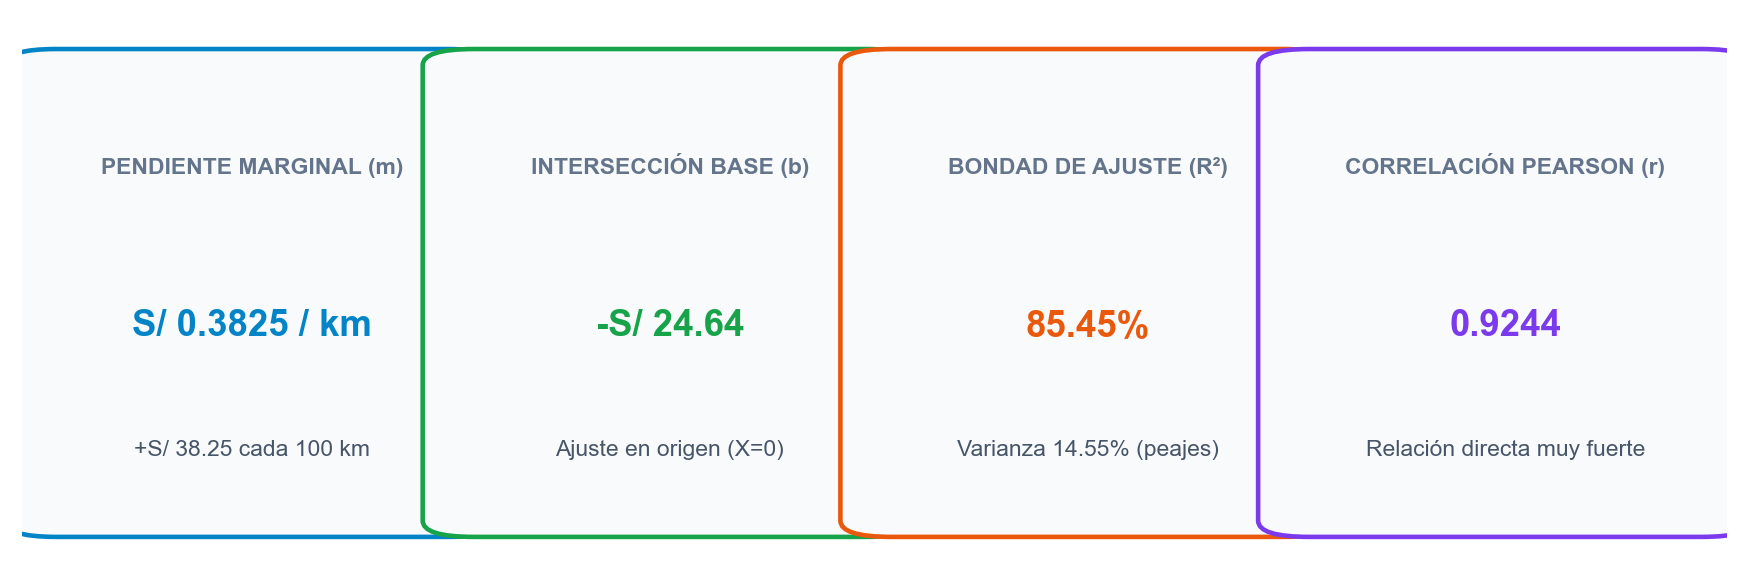 PENDIENTE MARGINAL (m)
S/ 0.3825 / km
+S/ 38.25 cada 100 km
INTERSECCIÓN BASE (b)
-S/ 24.64
Ajuste en origen (X=0)
BONDAD DE AJUSTE (R²)
85.45%
Varianza 14.55% (peajes)
CORRELACIÓN PEARSON (r)
0.9244
Relación directa muy fuerte